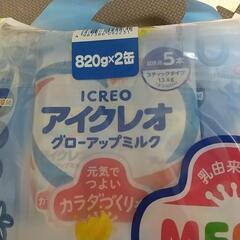 820g×2缶
5本
スティックタイプ
ICREO
アイクレオ
グローアップミルク
元気で
つよい
カラダづくり
乳由来